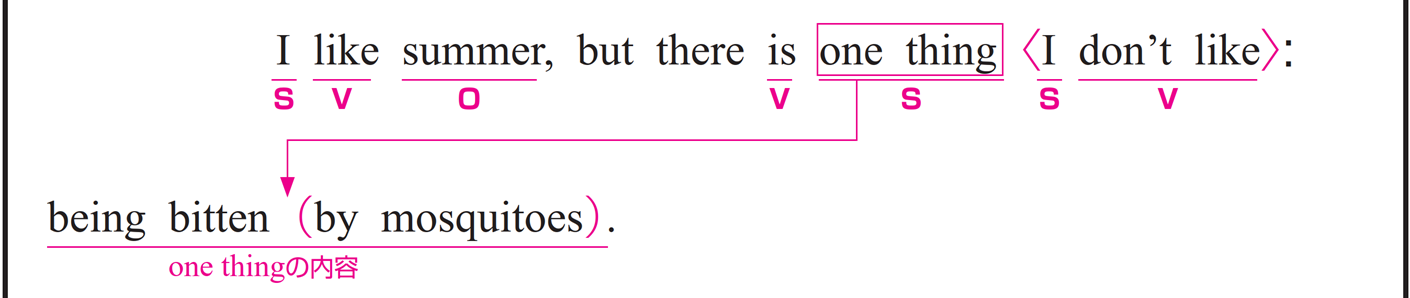 I like summer, but there is one thing 〈I don't like〉:
S V O V S S V
being bitten (by mosquitoes).
one thingの内容